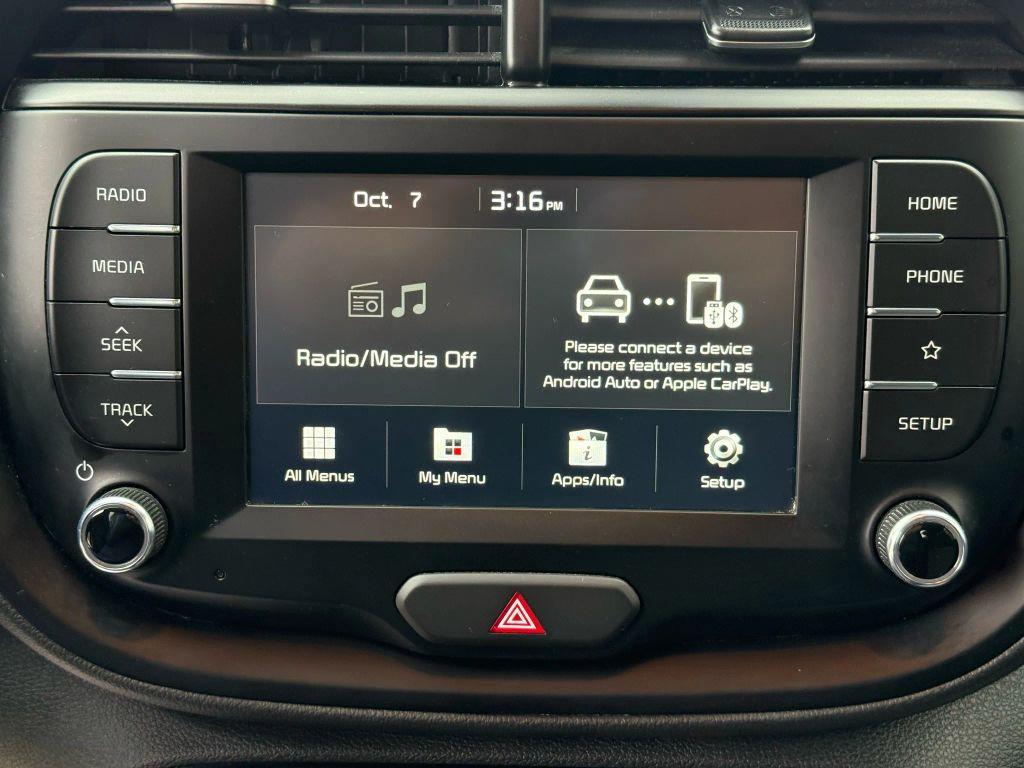 Oct. 7 3:16 PM
RADIO
MEDIA
SEEK
TRACK
Radio/Media Off
Please connect a device
for more features such as
Android Auto or Apple CarPlay.
All Menus
My Menu
Apps/Info
Setup
HOME
PHONE
SETUP